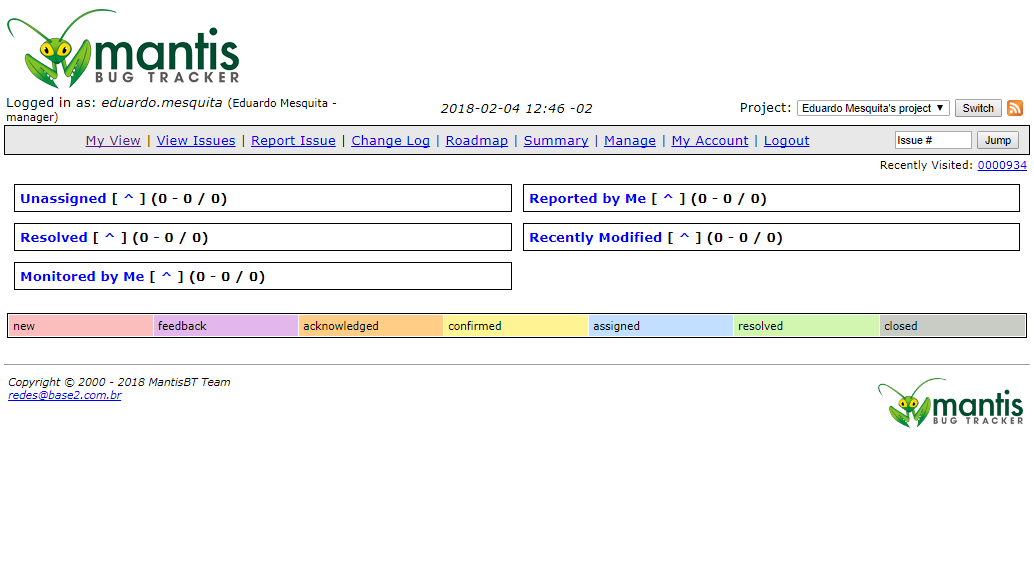 mantis
BUG TRACKER
Logged in as: eduardo.mesquita (Eduardo Mesquita - manager)
2018-02-04 12:46 -02
Project: Eduardo Mesquita's project Switch
My View | View Issues | Report Issue | Change Log | Roadmap | Summary | Manage | My Account | Logout
Issue # Jump
Recently Visited: 0000934
Unassigned [ ^ ] (0 - 0 / 0)
Reported by Me [ ^ ] (0 - 0 / 0)
Resolved [ ^ ] (0 - 0 / 0)
Recently Modified [ ^ ] (0 - 0 / 0)
Monitored by Me [ ^ ] (0 - 0 / 0)
new feedback acknowledged confirmed assigned resolved closed
Copyright © 2000 - 2018 MantisBT Team
redes@base2.com.br
mantis
BUG TRACKER